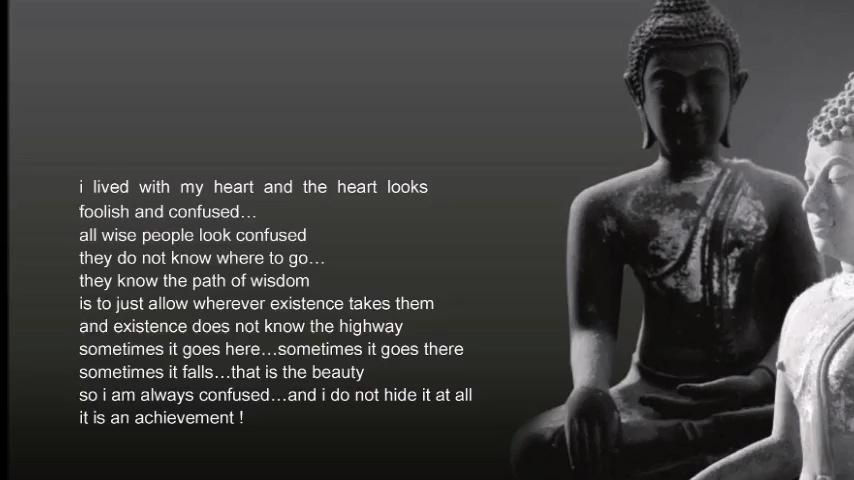 i lived with my heart and the heart looks
foolish and confused…
all wise people look confused
they do not know where to go…
they know the path of wisdom
is to just allow wherever existence takes them
and existence does not know the highway
sometimes it goes here…sometimes it goes there
sometimes it falls…that is the beauty
so i am always confused…and i do not hide it at all
it is an achievement !